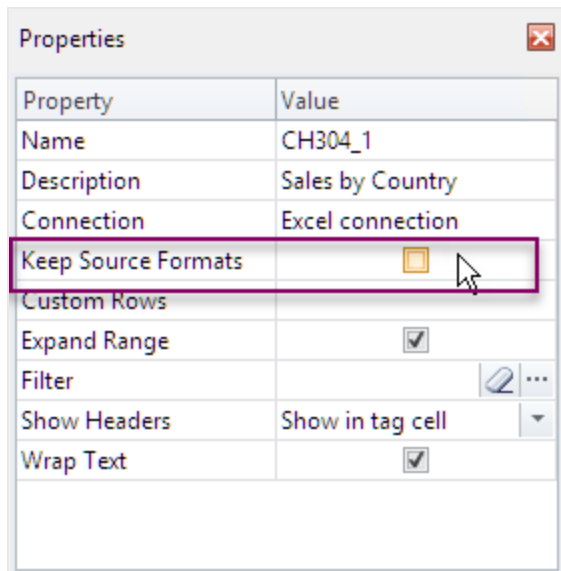 Properties
Property Value
Name CH304_1
Description Sales by Country
Connection Excel connection
Keep Source Formats
Custom Rows
Expand Range
Filter ...
Show Headers Show in tag cell
Wrap Text